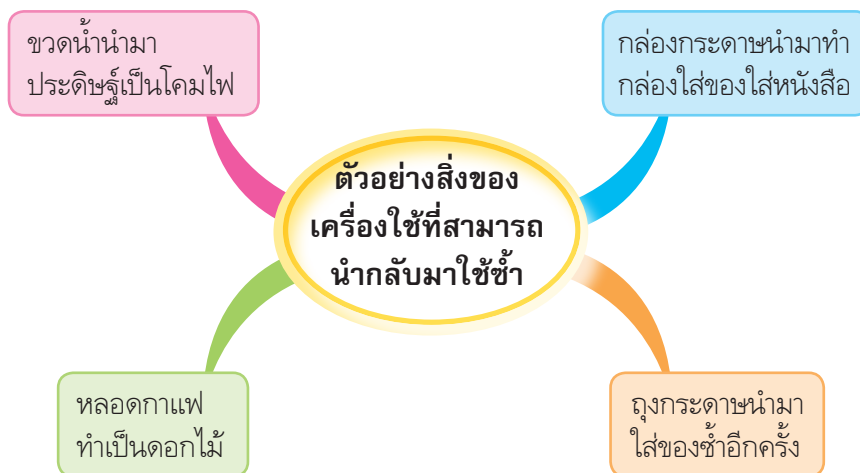 ขวดน้ำนำมา
ประดิษฐ์เป็นโคมไฟ
กล่องกระดาษนำมาทำ
กล่องใส่ของใส่หนังสือ
ตัวอย่างสิ่งของ
เครื่องใช้ที่สามารถ
นำกลับมาใช้ซ้ำ
หลอดกาแฟ
ทำเป็นดอกไม้
ถุงกระดาษนำมา
ใส่ของซ้ำอีกครั้ง